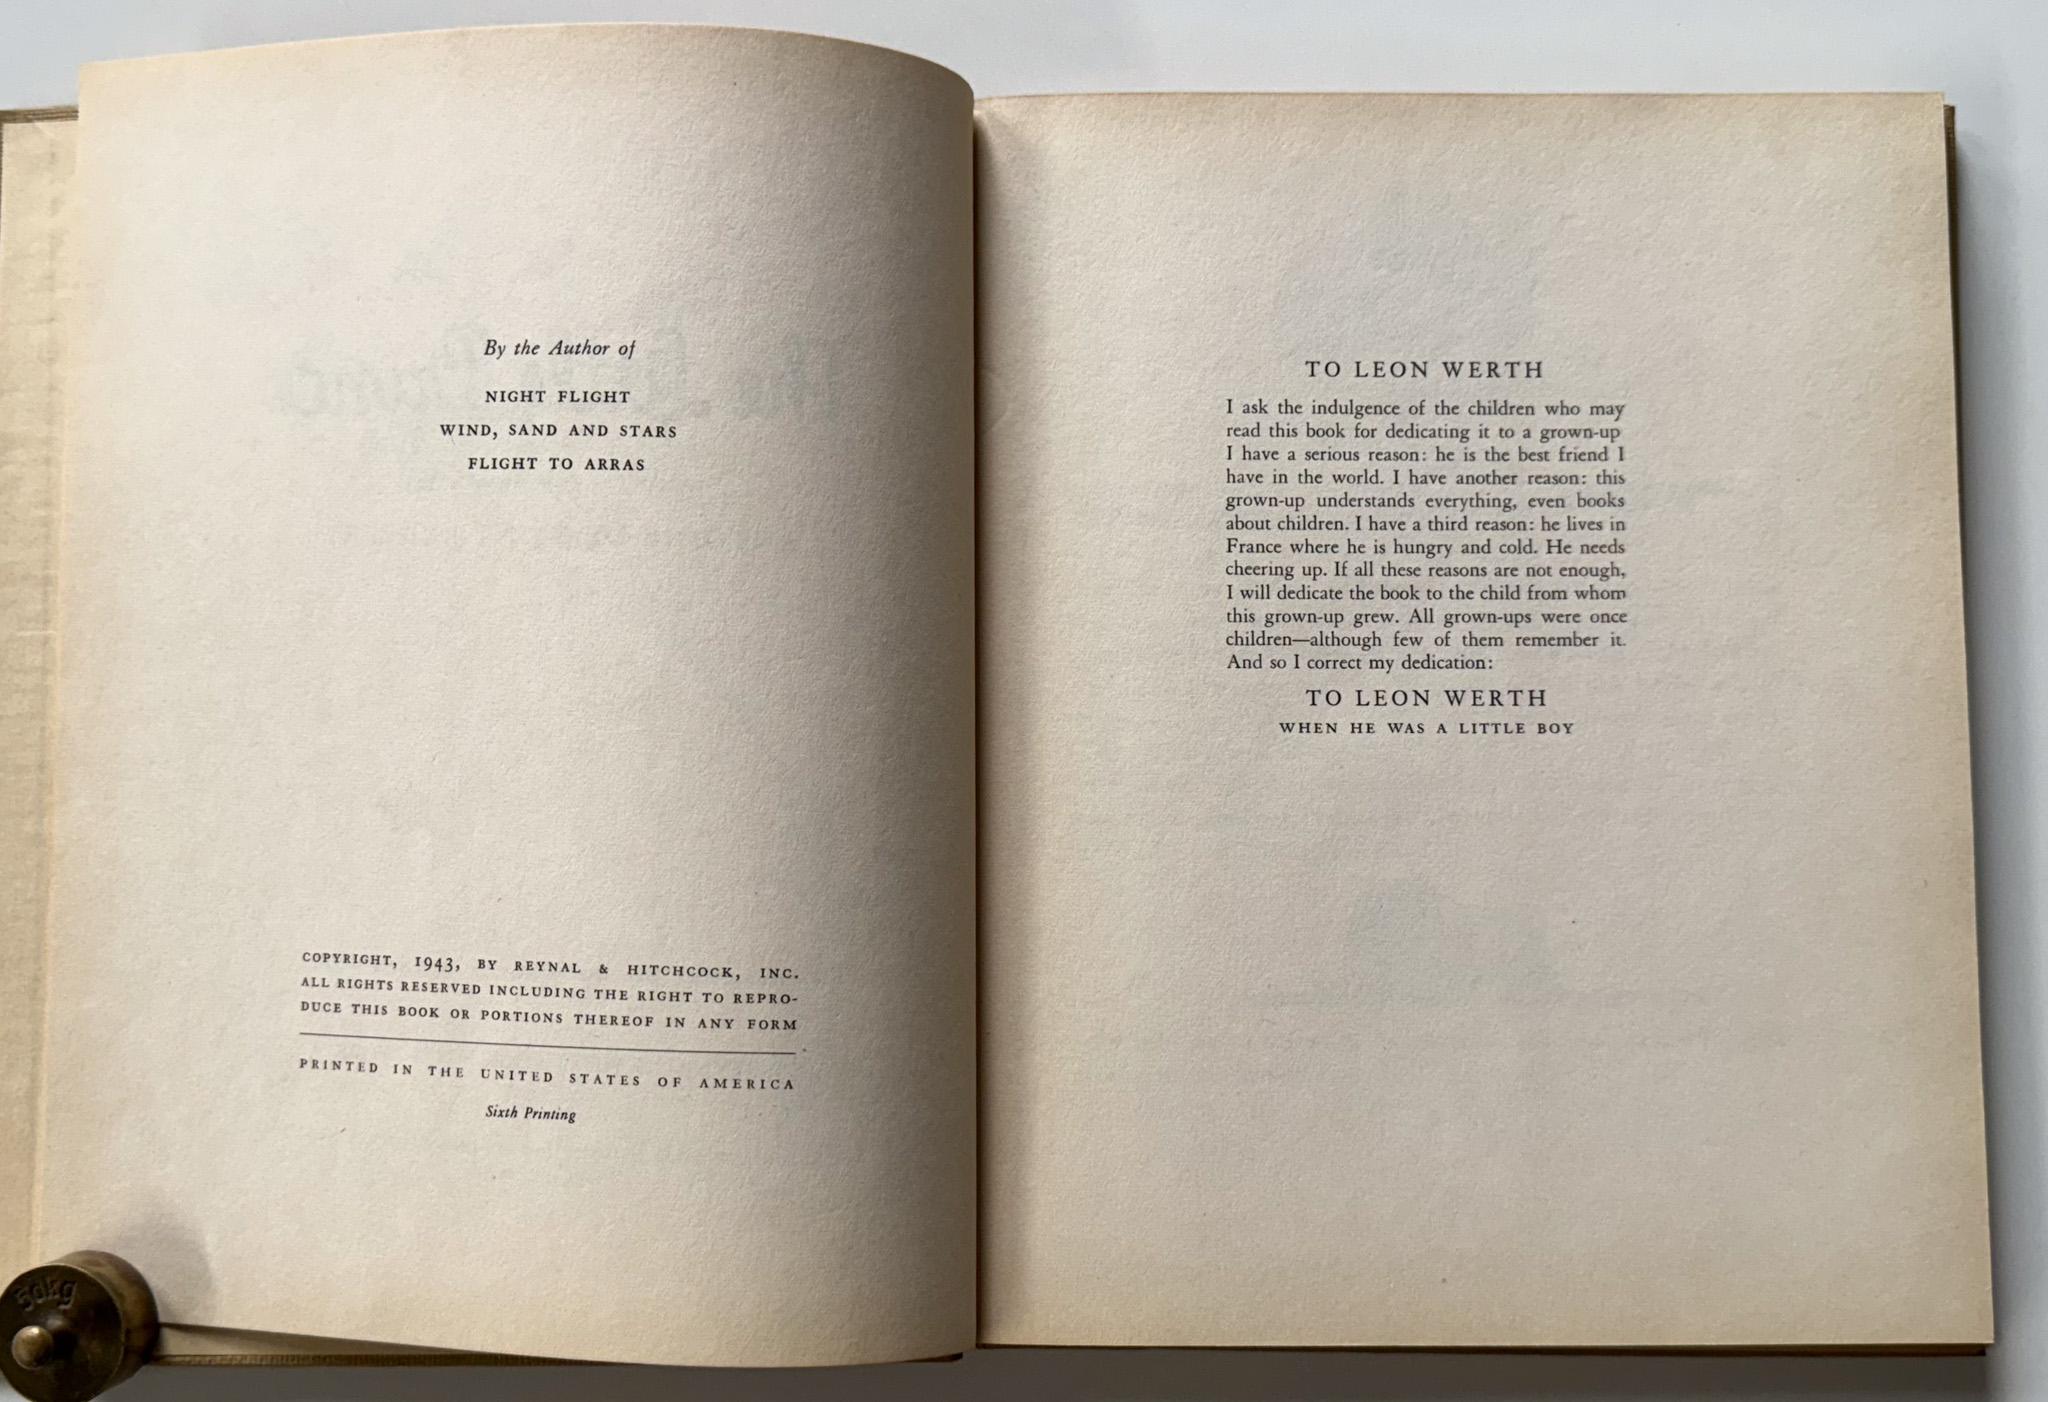 By the Author of
NIGHT FLIGHT
WIND, SAND AND STARS
FLIGHT TO ARRAS
COPYRIGHT, 1943, BY REYNAL & HITCHCOCK, INC.
ALL RIGHTS RESERVED INCLUDING THE RIGHT TO REPRO-
DUCE THIS BOOK OR PORTIONS THEREOF IN ANY FORM
PRINTED IN THE UNITED STATES OF AMERICA
Sixth Printing
TO LEON WERTH
I ask the indulgence of the children who may
read this book for dedicating it to a grown-up
I have a serious reason: he is the best friend I
have in the world. I have another reason: this
grown-up understands everything, even books
about children. I have a third reason: he lives in
France where he is hungry and cold. He needs
cheering up. If all these reasons are not enough,
I will dedicate the book to the child from whom
this grown-up grew. All grown-ups were once
children—although few of them remember it.
And so I correct my dedication:
TO LEON WERTH
WHEN HE WAS A LITTLE BOY